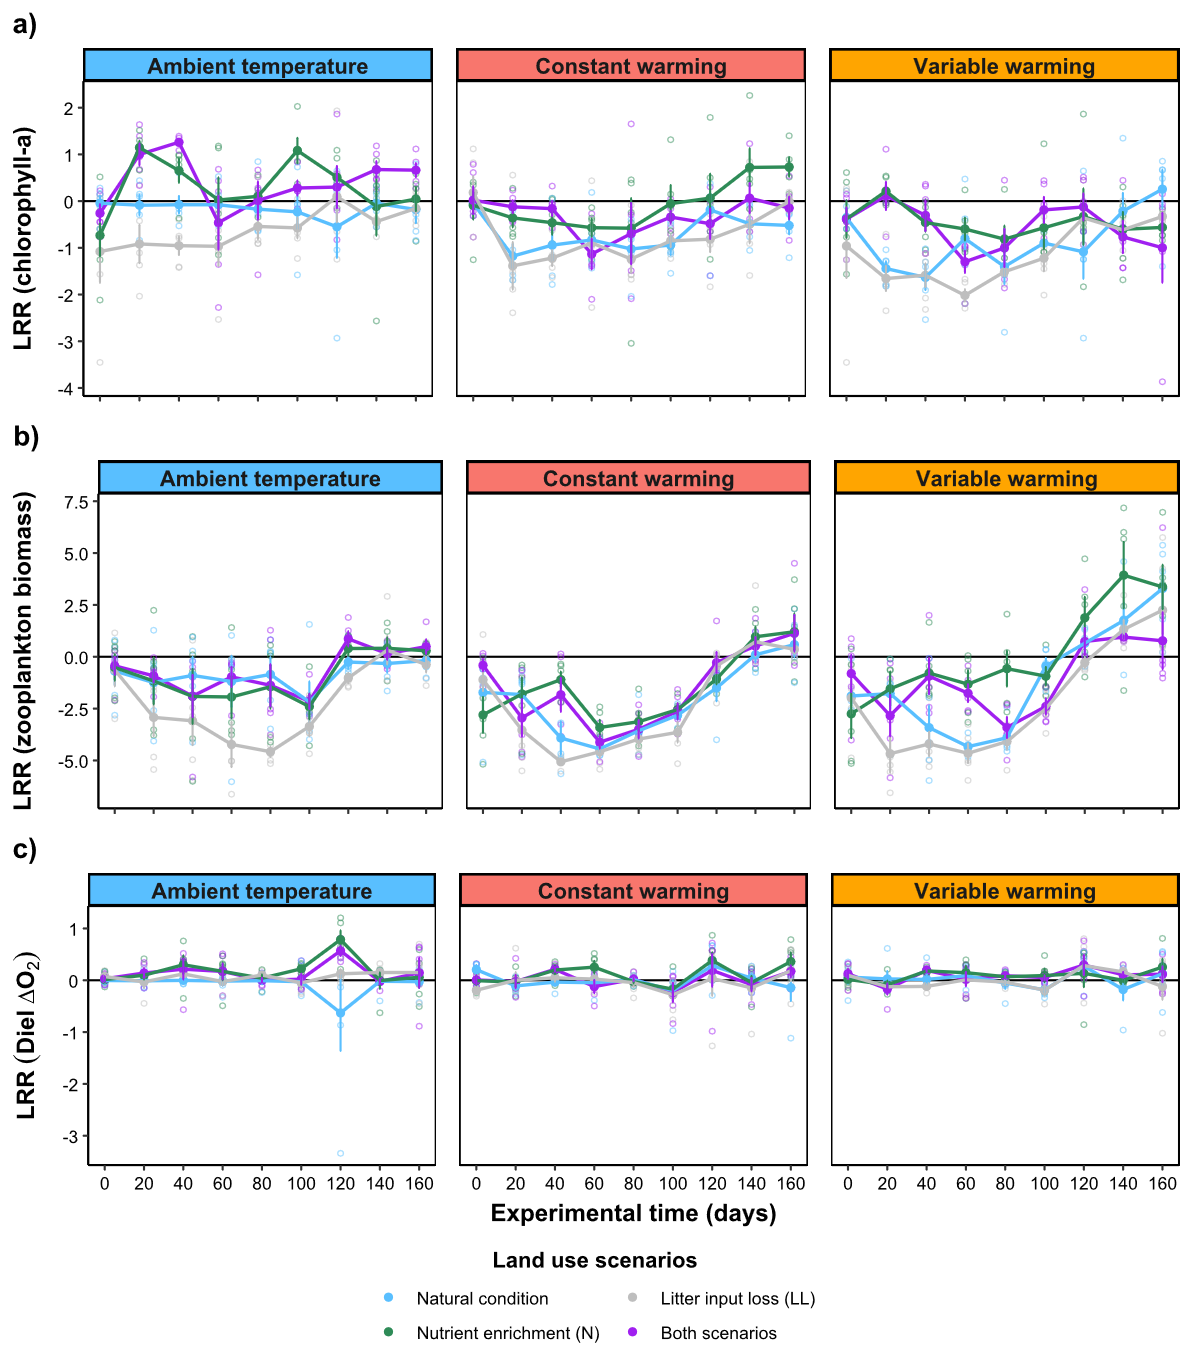 a)
Ambient temperature Constant warming Variable warming
LRR (chlorophyll-a)
2
1
0
-1
-2
-3
-4
b)
Ambient temperature Constant warming Variable warming
LRR (zooplankton biomass)
7.5
5.0
2.5
0.0
-2.5
-5.0
c)
Ambient temperature Constant warming Variable warming
LRR (Diel ΔO₂)
1
0
-1
-2
-3
0 20 40 60 80 100 120 140 160 0 20 40 60 80 100 120 140 160 0 20 40 60 80 100 120 140 160
Experimental time (days)
Land use scenarios
Natural condition Litter input loss (LL)
Nutrient enrichment (N) Both scenarios